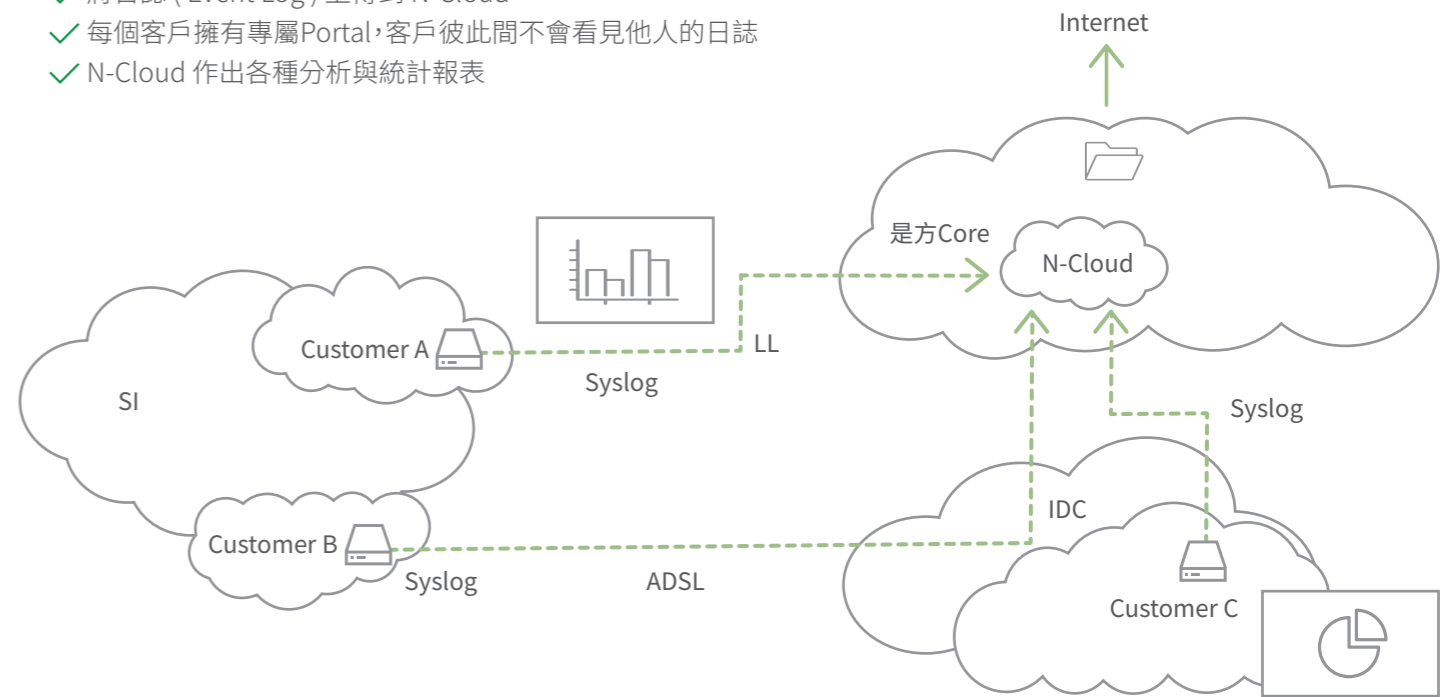 每個客戶擁有專屬Portal，客戶彼此間不會看見他人的日誌
N-Cloud 作出各種分析與統計報表
Internet
是方Core
N-Cloud
Customer A
LL
Syslog
SI
Syslog
IDC
Customer B
Syslog
ADSL
Customer C